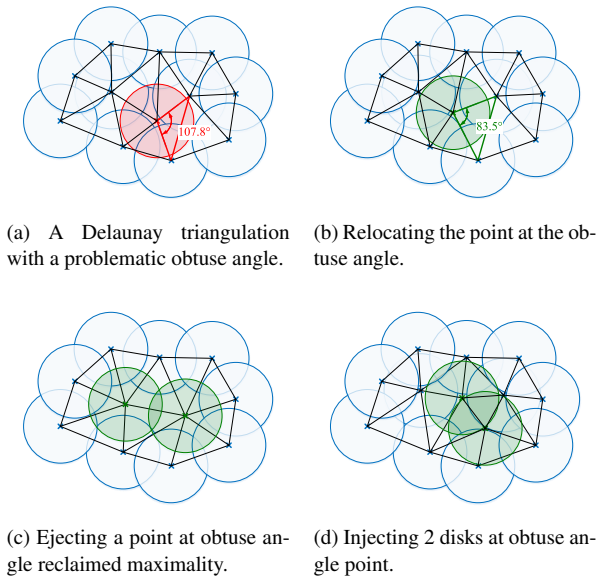 107.8°
83.5°
(a) A Delaunay triangulation
with a problematic obtuse angle.
(b) Relocating the point at the ob-
tuse angle.
(c) Ejecting a point at obtuse an-
gle reclaimed maximality.
(d) Injecting 2 disks at obtuse an-
gle point.